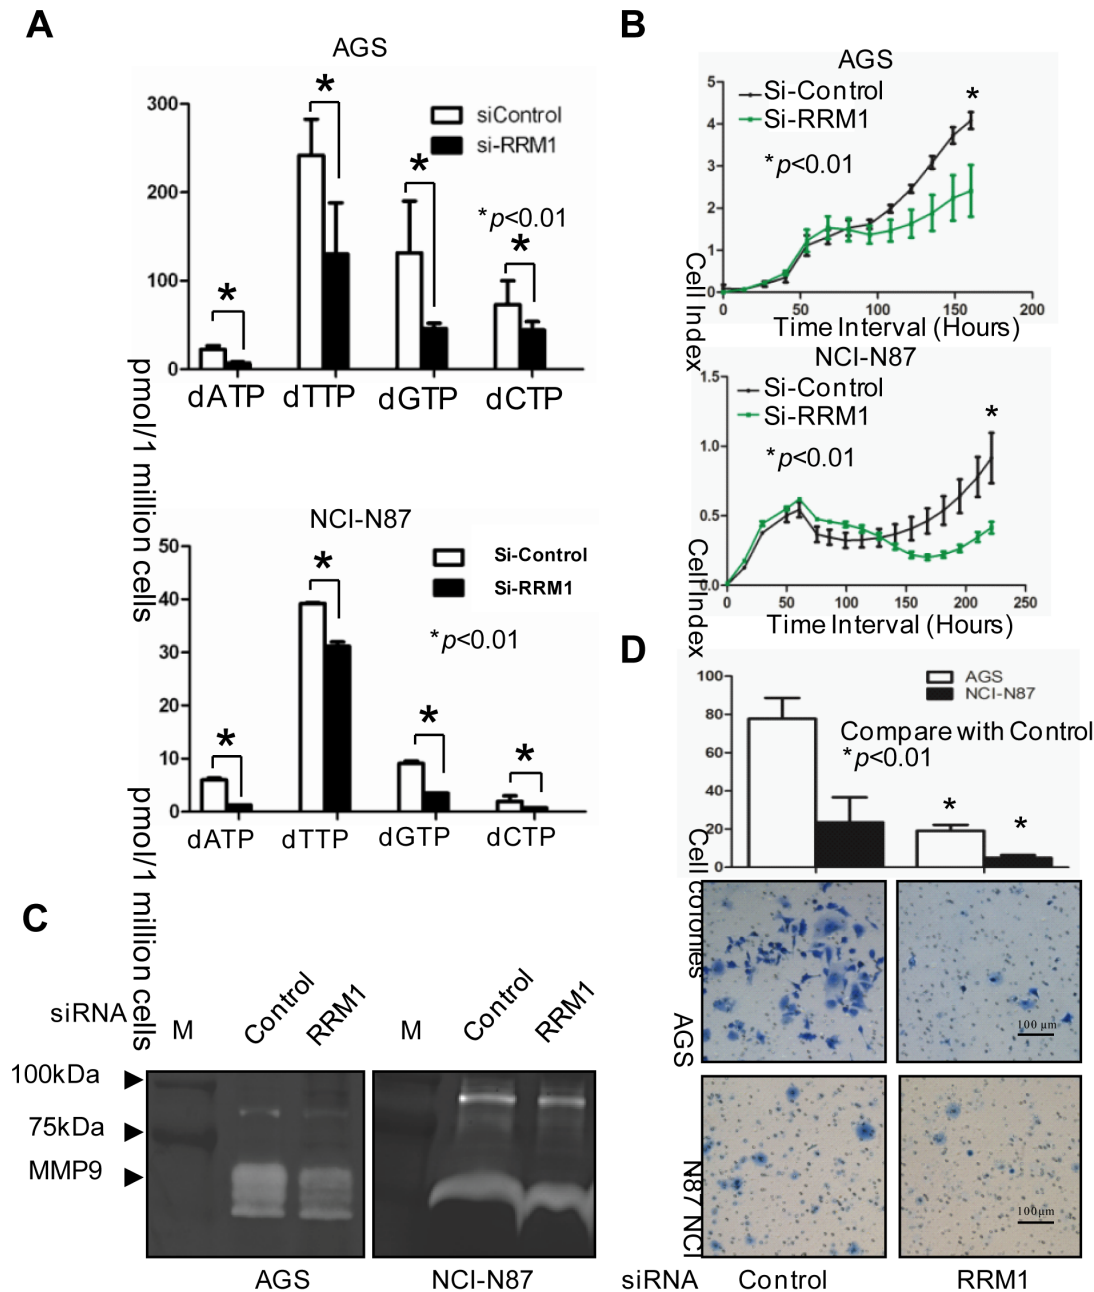 A
AGS
300
200
100
0
siControl
si-RRM1
*p<0.01
*
*
*
*
dATP
dTTP
dGTP
dCTP
pmol/1 million cells
NCI-N87
50
40
30
20
10
0
Si-Control
Si-RRM1
*p<0.01
*
*
*
*
dATP
dTTP
dGTP
dCTP
pmol/1 million cells
B
AGS
5
4
3
2
1
0
Si-Control
Si-RRM1
*p<0.01
*
0
50
100
150
200
Cell Index
Time Interval (Hours)
NCI-N87
1.5
1.0
0.5
0.0
Si-Control
Si-RRM1
*p<0.01
*
0
50
100
150
200
250
Cell Index
Time Interval (Hours)
C
siRNA
M
Control
RRM1
M
Control
RRM1
100kDa
75kDa
MMP9
AGS
NCI-N87
D
100
80
60
40
20
0
AGS
NCI-N87
Compare with Control
*p<0.01
*
*
Cell colonies
AGS
100 µm
N87 NCI
100µm
siRNA
Control
RRM1